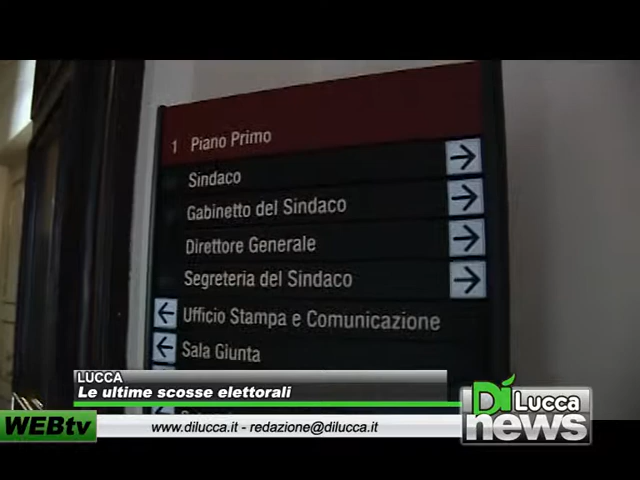 1 Piano Primo
Sindaco
Gabinetto del Sindaco
Direttore Generale
Segreteria del Sindaco
Ufficio Stampa e Comunicazione
Sala Giunta
LUCCA
Le ultime scosse elettorali
Dì LUCCA
news
WEBtv
www.dilucca.it - redazione@dilucca.it